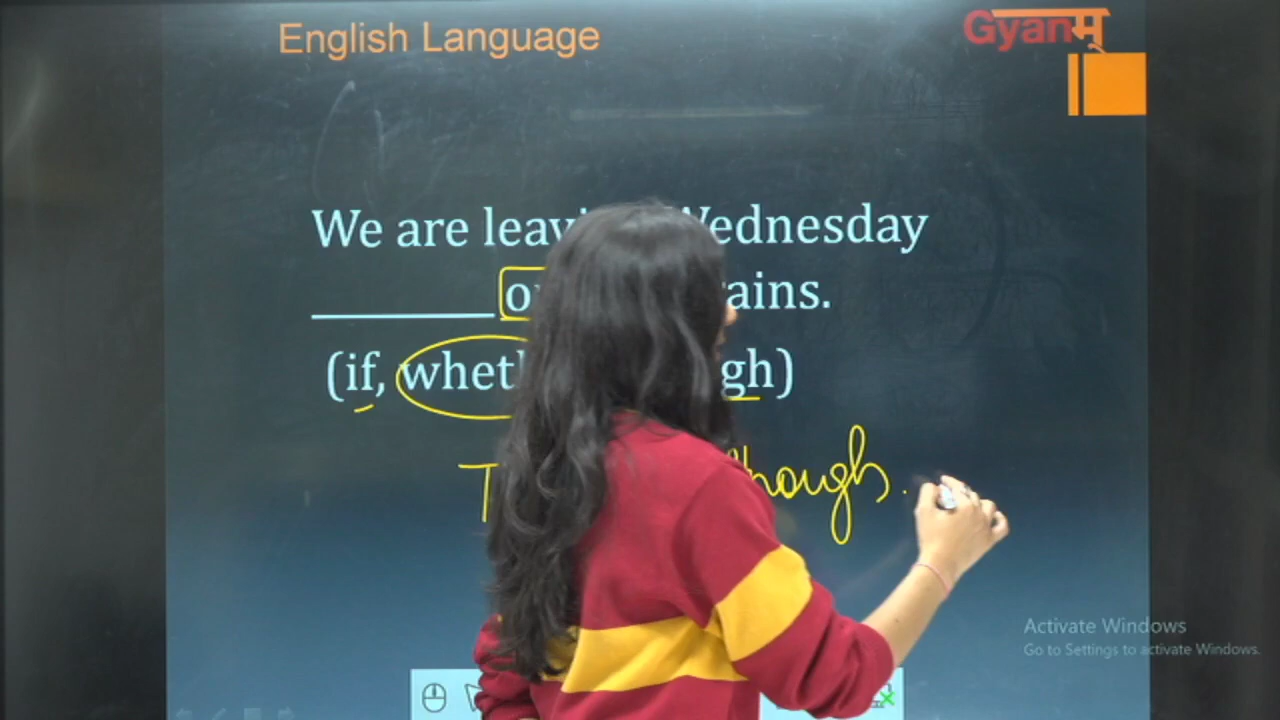 English Language
Gyanम्
We are leavi Wednesday
________ o ains.
(if, whet gh)
T hough.
Activate Windows
Go to Settings to activate Windows.